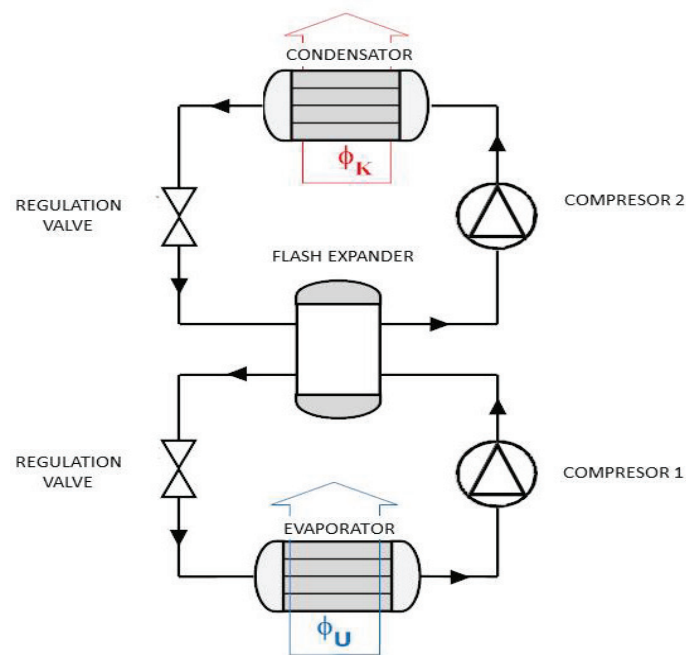 CONDENSATOR
ϕK
REGULATION
VALVE
COMPRESOR 2
FLASH EXPANDER
REGULATION
VALVE
COMPRESOR 1
EVAPORATOR
ϕU